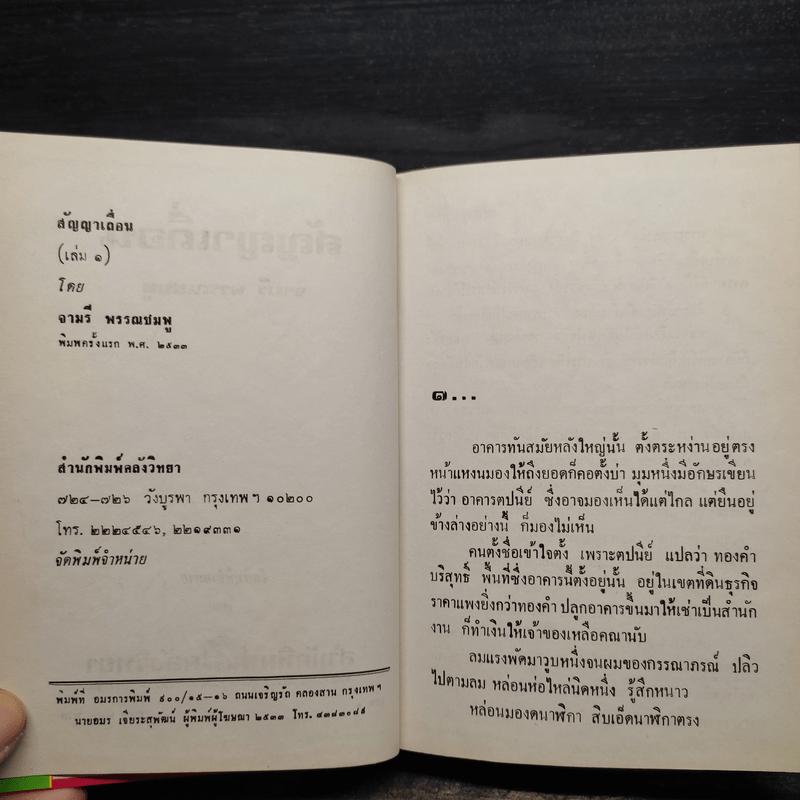 สัญญาเถื่อน
(เล่ม ๑)
โดย
จามรี พรรณชมพู
พิมพครั้งแรก พ.ศ. ๒๕๓๓
สำนักพิมพ์คลังวิทยา
๗๒๔–๗๒๖ วังบูรพา กรุงเทพฯ ๑๐๒๐๐
โทร. ๒๒๒๔๕๔๖, ๒๒๑๙๓๓๑
จัดพิมพ์จำหน่าย
พิมพ์ที่ อมรการพิมพ์ ๙๐๐/๑๕–๑๖ ถนนเจริญรัถ คลองสาน กรุงเทพฯ
นายอมร เจียระสุพัฒน์ ผู้พิมพ์ผู้โฆษณา ๒๕๓๓ โทร. ๔๓๘๓๐๘๕
๑...
อาคารทันสมัยหลังใหญ่นั้น ตั้งตระหง่านอยู่ตรง
หน้าแหงนมองให้ถึงยอดก็คอตั้งบ่า มุมหนึ่งมีอักษรเขียน
ไว้ว่า อาคารตปนีย์ ซึ่งอาจมองเห็นได้แต่ไกล แต่ยืนอยู่
ข้างล่างอย่างนี้ ก็มองไม่เห็น
คนตั้งชื่อเข้าใจตั้ง เพราะตปนีย์ แปลว่า ทองคำ
บริสุทธ์ พื้นที่ซึ่งอาคารนี้ตั้งอยู่นั้น อยู่ในเขตที่ดินธุรกิจ
ราคาแพงยิ่งกว่าทองคำ ปลูกอาคารขึ้นมาให้เช่าเป็นสำนัก
งาน ก็ทำเงินให้เจ้าของเหลือคณานับ
ลมแรงพัดมาวูบหนึ่งจนผมของกรรณาภรณ์ ปลิว
ไปตามลม หล่อนห่อไหล่นิดหนึ่ง รู้สึกหนาว
หล่อนมองดูนาฬิกา สิบเอ็ดนาฬิกาตรง